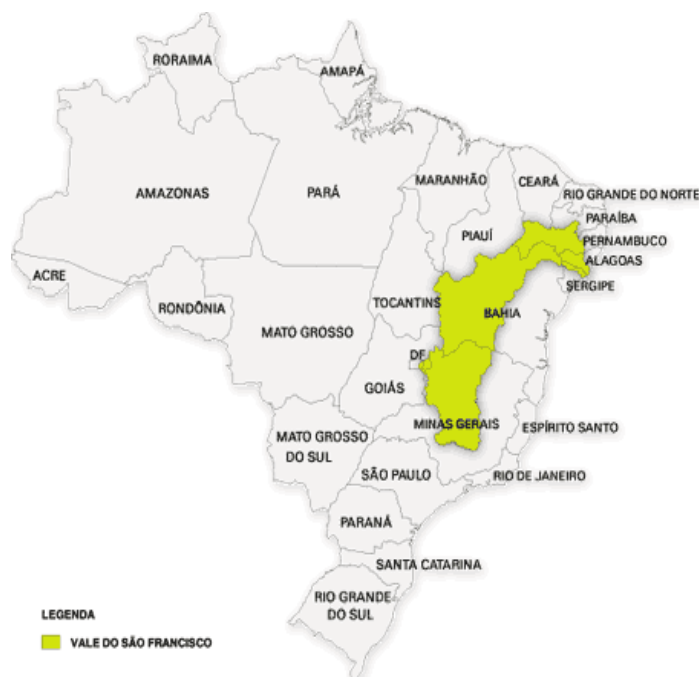 RORAIMA
AMAPÁ
AMAZONAS
PARÁ
MARANHÃO
CEARÁ
RIO GRANDE DO NORTE
PARAÍBA
PIAUÍ
PERNAMBUCO
ALAGOAS
SERGIPE
ACRE
RONDÔNIA
TOCANTINS
BAHIA
MATO GROSSO
DF
GOIÁS
MINAS GERAIS
ESPÍRITO SANTO
MATO GROSSO
DO SUL
SÃO PAULO
RIO DE JANEIRO
PARANÁ
SANTA CATARINA
RIO GRANDE
DO SUL
LEGENDA
VALE DO SÃO FRANCISCO